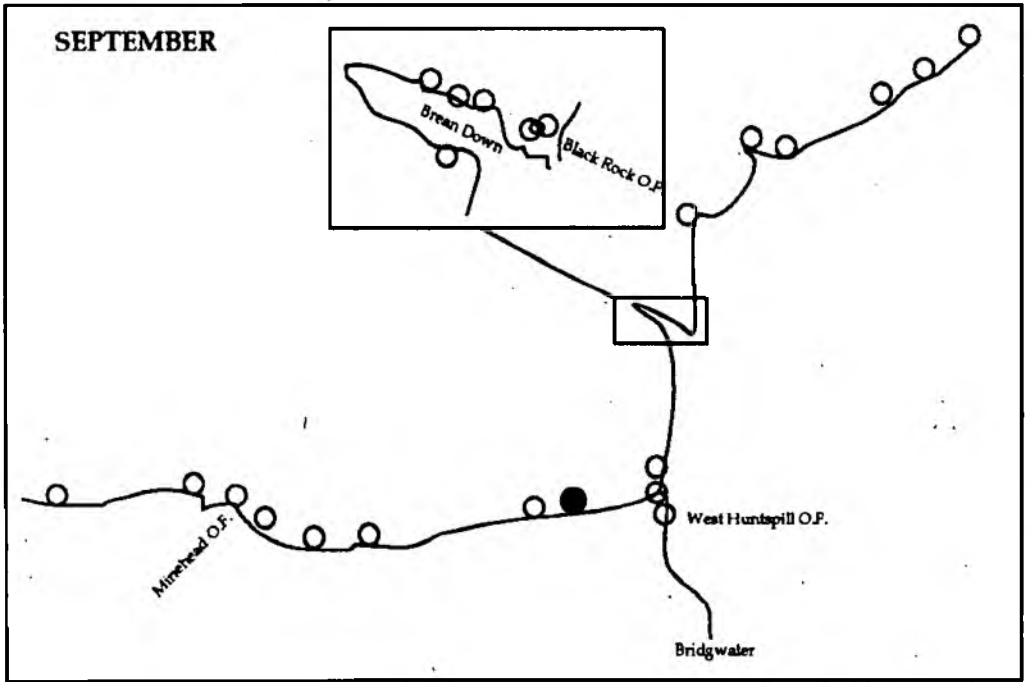 SEPTEMBER
Brean Down
Black Rock O.F.
Minehead O.F.
West Huntspill O.F.
Bridgwater